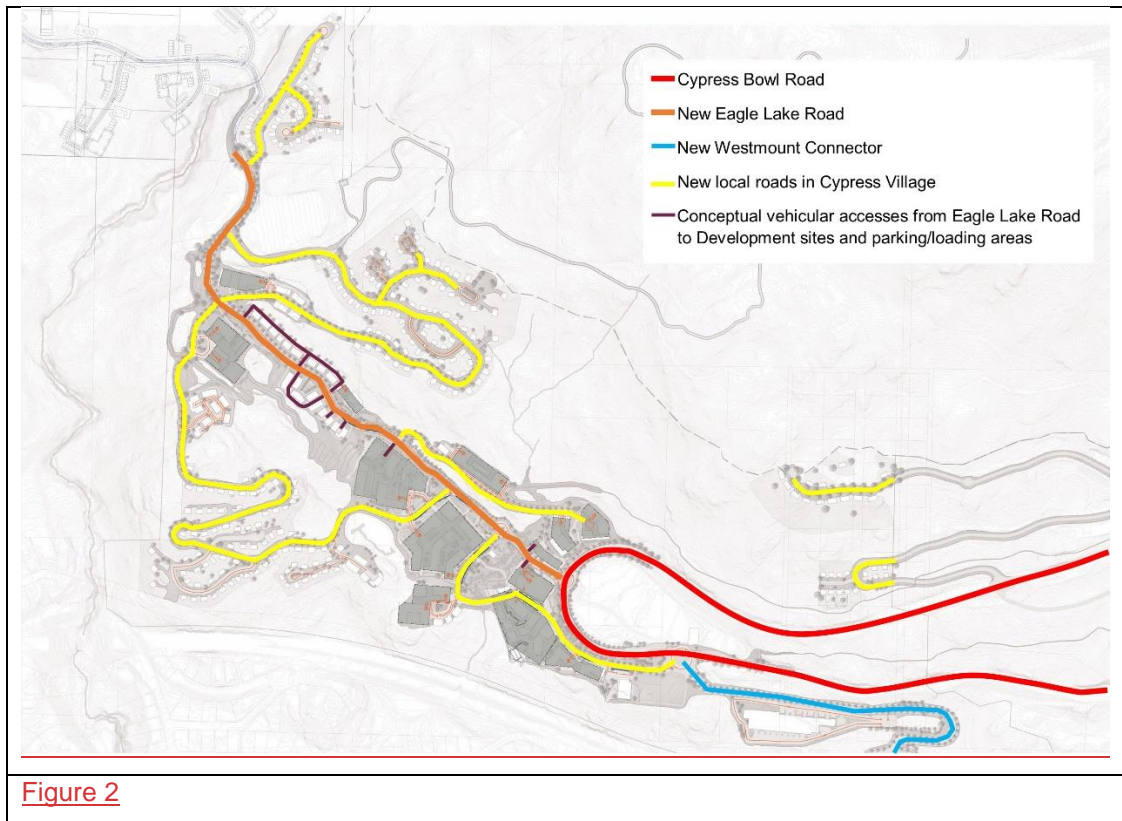 Cypress Bowl Road
New Eagle Lake Road
New Westmount Connector
New local roads in Cypress Village
Conceptual vehicular accesses from Eagle Lake Road
to Development sites and parking/loading areas
Figure 2